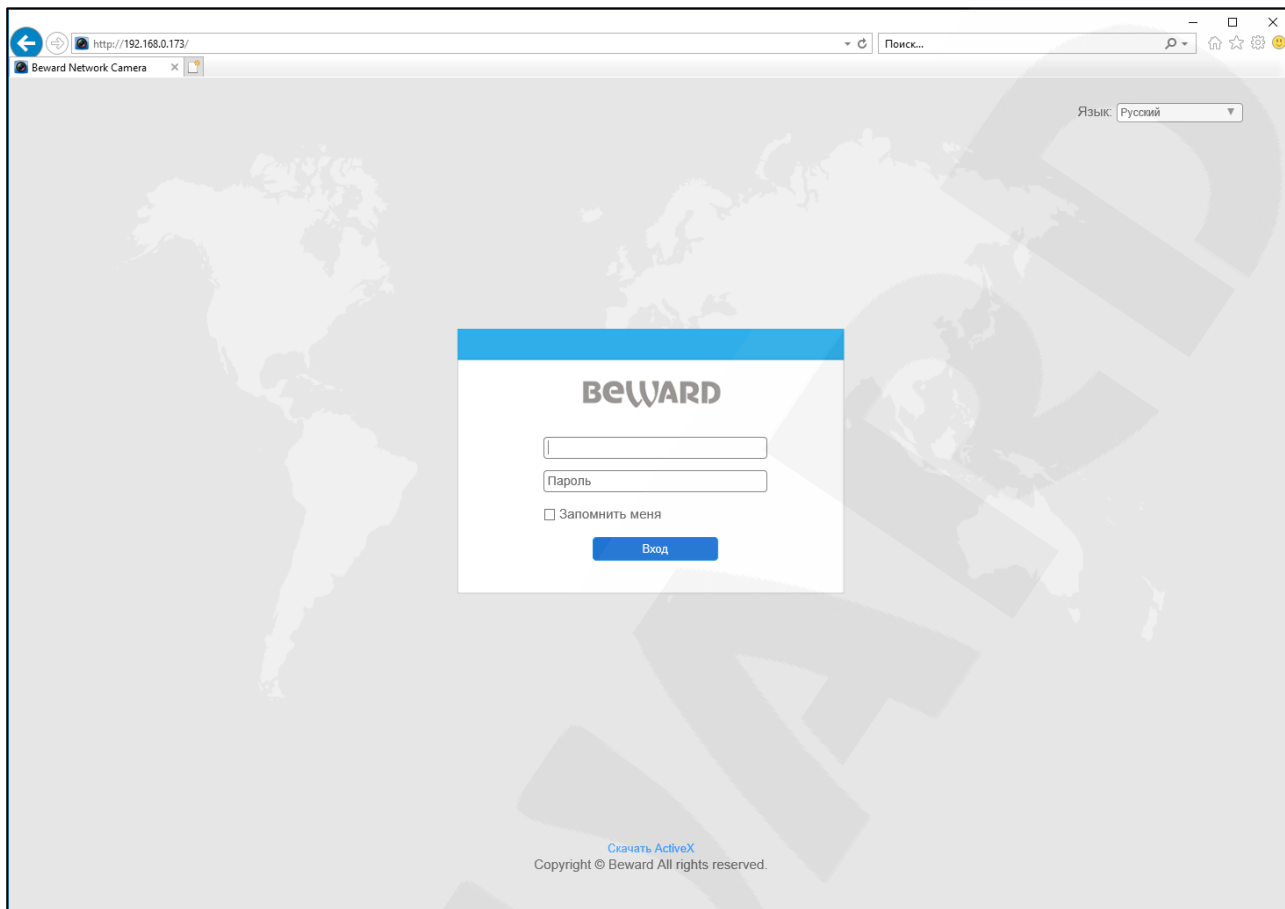 http://192.168.0.173/
Поиск...
Beward Network Camera
Язык: Русский
BEWARD
Пароль
Запомнить меня
Вход
Скачать ActiveX
Copyright © Beward All rights reserved.